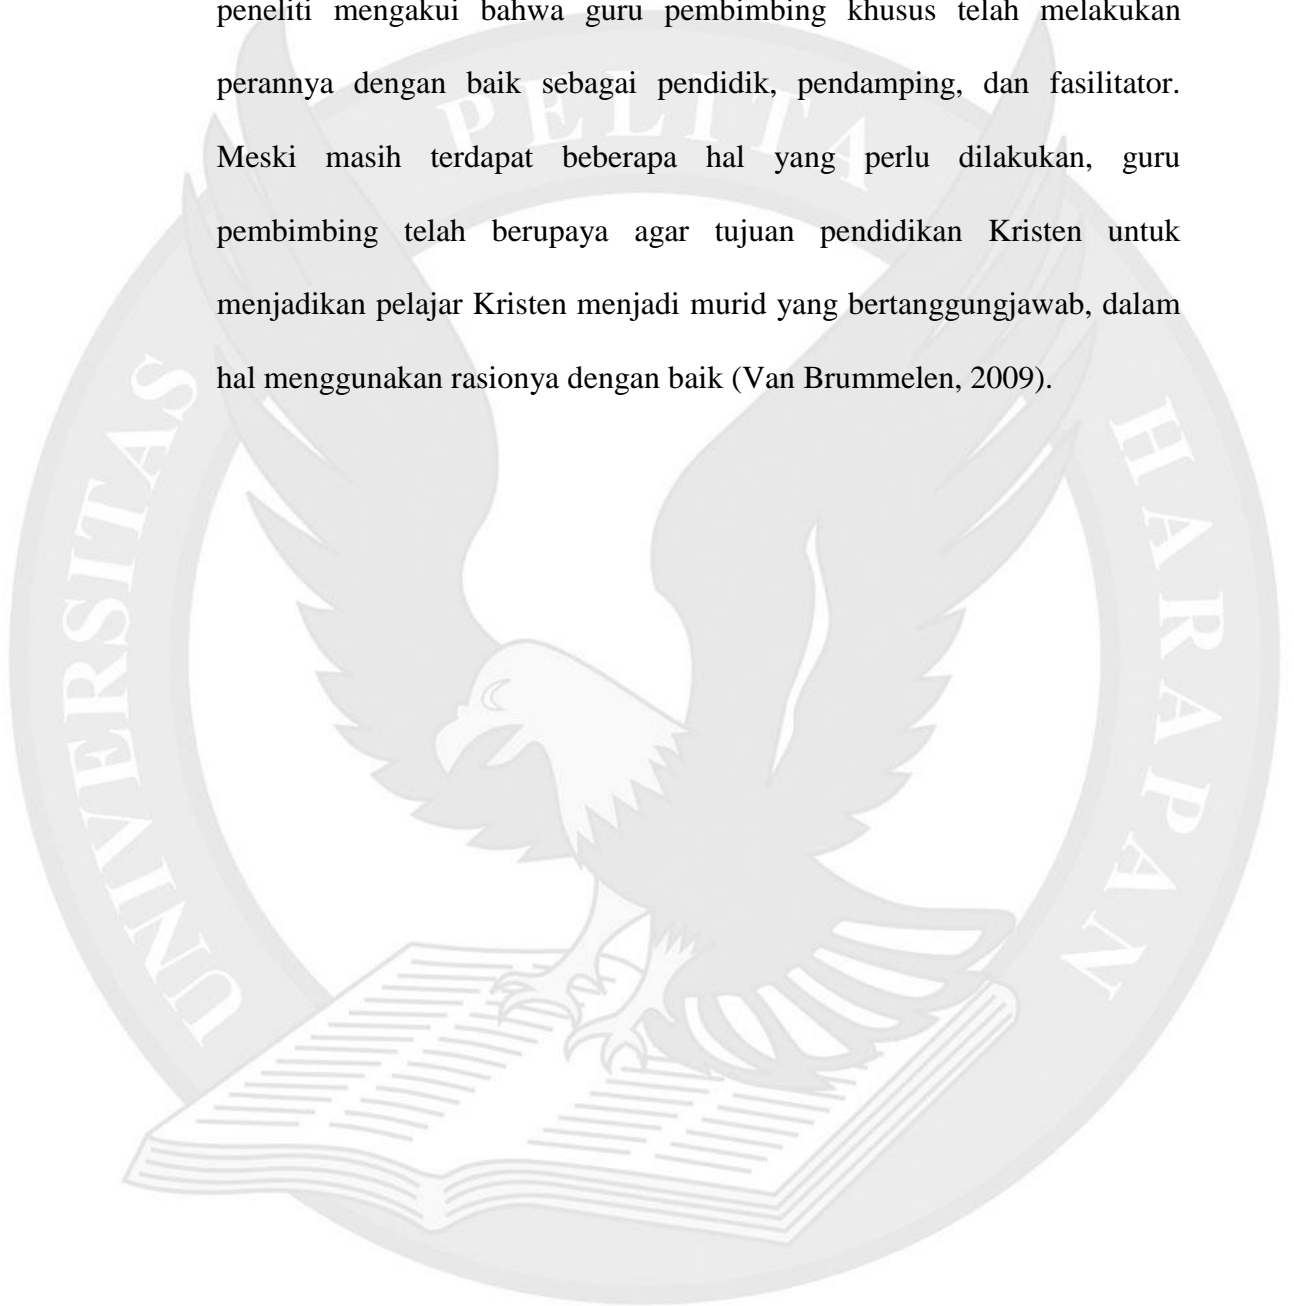 peneliti mengakui bahwa guru pembimbing khusus telah melakukan
perannya dengan baik sebagai pendidik, pendamping, dan fasilitator.
Meski masih terdapat beberapa hal yang perlu dilakukan, guru
pembimbing telah berupaya agar tujuan pendidikan Kristen untuk
menjadikan pelajar Kristen menjadi murid yang bertanggungjawab, dalam
hal menggunakan rasionya dengan baik (Van Brummelen, 2009).
UNIVERSITAS
PELITA
HARAPAN